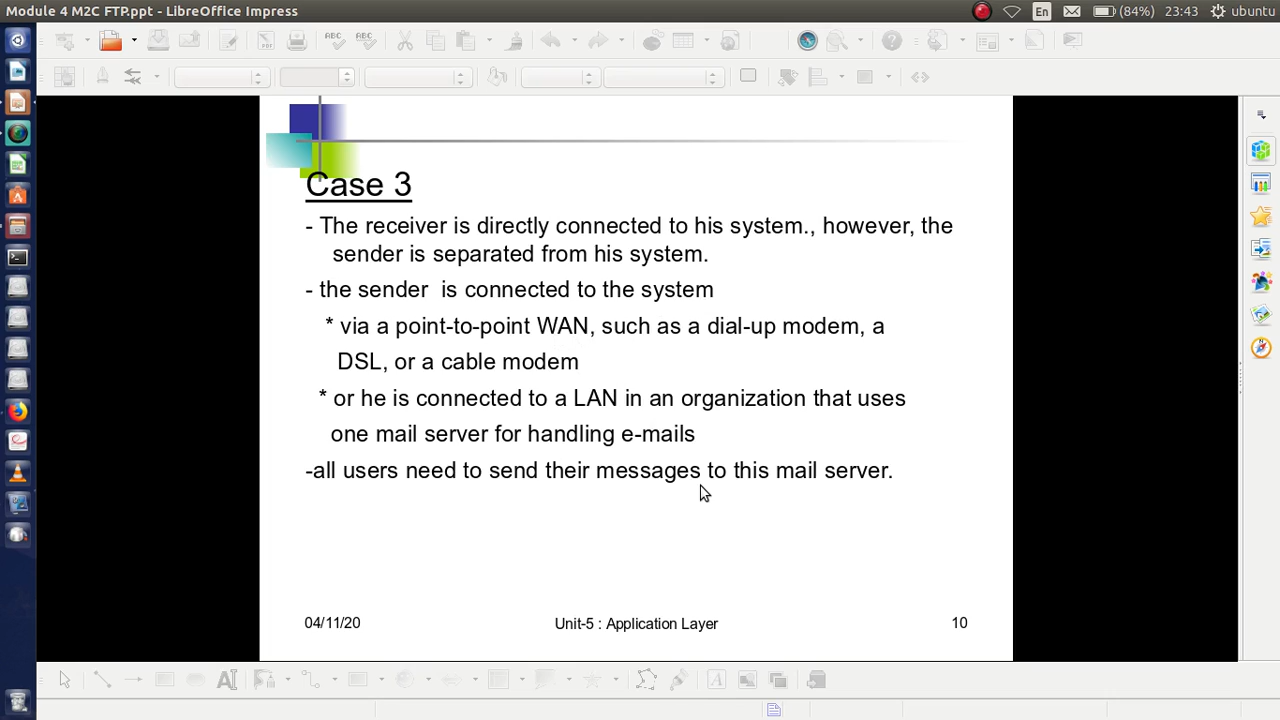 Module 4 M2C FTP.ppt - LibreOffice Impress
En
(84%)
23:43
ubuntu
ABC
ABC
Case 3
- The receiver is directly connected to his system., however, the
sender is separated from his system.
- the sender is connected to the system
* via a point-to-point WAN, such as a dial-up modem, a
DSL, or a cable modem
* or he is connected to a LAN in an organization that uses
one mail server for handling e-mails
-all users need to send their messages to this mail server.
04/11/20
Unit-5 : Application Layer
10